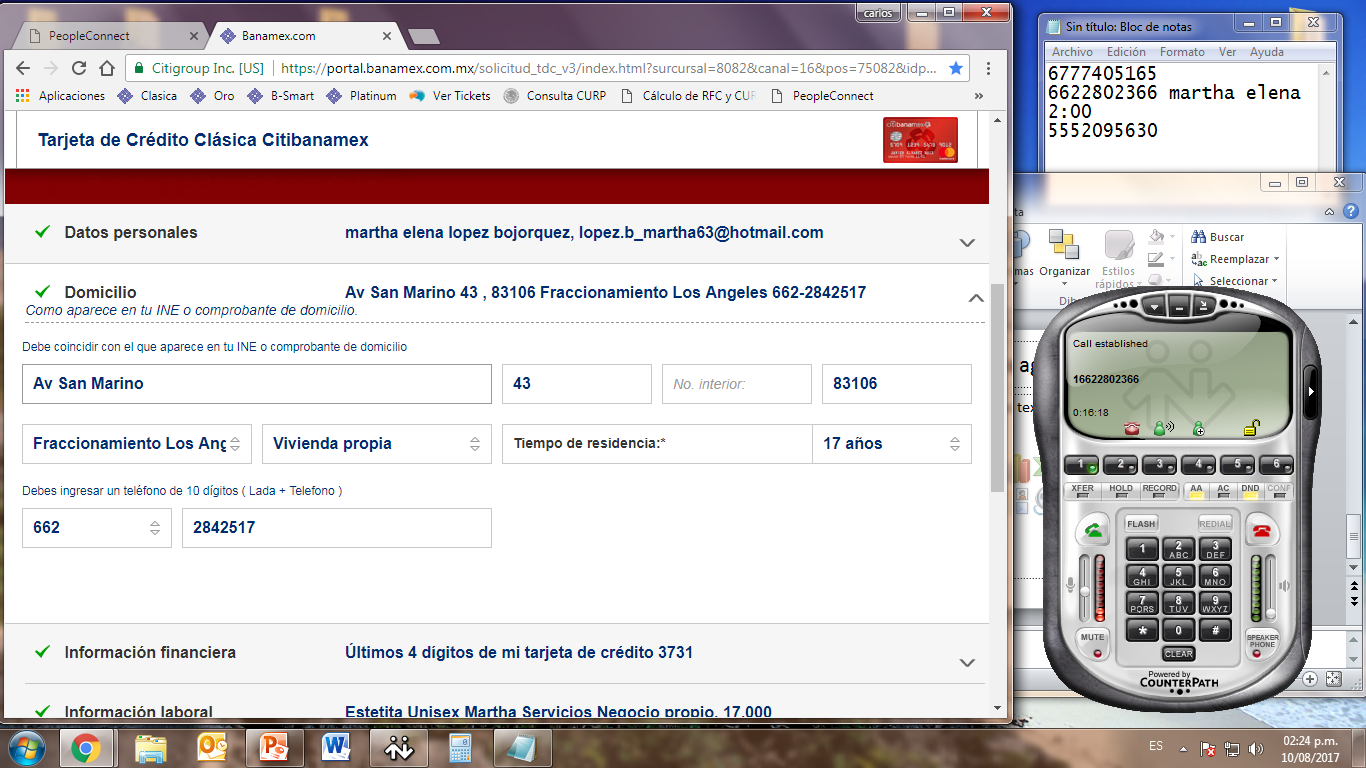 carlos
PeopleConnect
Banamex.com
Citigroup Inc. [US]
https://portal.banamex.com.mx/solicitud_tdc_v3/index.html?surcursal=8082&canal=16&pos=75082&idp...
Aplicaciones
Clasica
Oro
B-Smart
Platinum
Ver Tickets
Consulta CURP
Cálculo de RFC y CUR
PeopleConnect
»
Tarjeta de Crédito Clásica Citibanamex
citibanamex
Datos personales
martha elena lopez bojorquez, lopez.b_martha63@hotmail.com
Domicilio
Av San Marino 43 , 83106 Fraccionamiento Los Angeles 662-2842517
Como aparece en tu INE o comprobante de domicilio.
Debe coincidir con el que aparece en tu INE o comprobante de domicilio
Av San Marino
43
No. interior:
83106
Fraccionamiento Los Ang
Vivienda propia
Tiempo de residencia:*
17 años
Debes ingresar un teléfono de 10 dígitos ( Lada + Telefono )
662
2842517
Información financiera
Últimos 4 dígitos de mi tarjeta de crédito 3731
Información laboral
Estetita Unisex Martha Servicios Negocio propio, 17,000
Sin título: Bloc de notas
Archivo Edición Formato Ver Ayuda
6777405165
6622802366 martha elena
2:00
5552095630
ta
Buscar
Reemplazar
Seleccionar
mas
Organizar
Estilos
rápidos
Dib
ag
tex
Call established
16622802366
0:16:18
1 2 3 4 5 6
XFER HOLD RECORD AA AC DND CONF
FLASH
REDIAL
1
2 ABC
3 DEF
4 GHI
5 JKL
6 MNO
7 PQRS
8 TUV
9 WXYZ
* 0 #
MUTE
CLEAR
SPEAKER
PHONE
Powered by
COUNTERPATH
ES
02:24 p.m.
10/08/2017